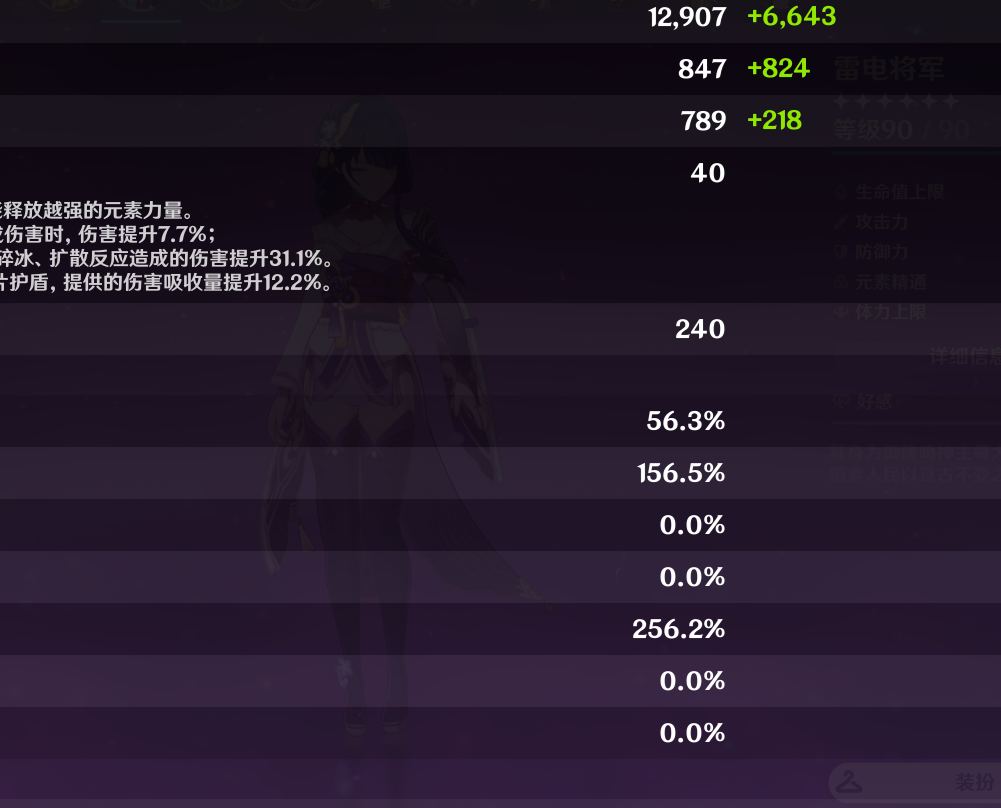 12,907 +6,643
847 +824
雷电将军
789 +218
等级90 / 90
40
生命值上限
释放越强的元素力量。
攻击力
伤害时，伤害提升7.7%；
防御力
碎冰、扩散反应造成的伤害提升31.1%。
元素精通
片护盾，提供的伤害吸收量提升12.2%。
体力上限
240
详细信息
好感
56.3%
156.5%
0.0%
0.0%
256.2%
0.0%
0.0%
装扮